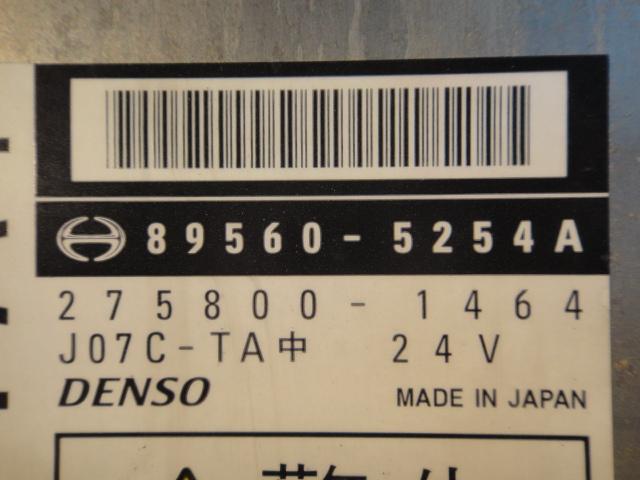 89560-5254A
275800-1464
J07C-TA中 24V
DENSO MADE IN JAPAN